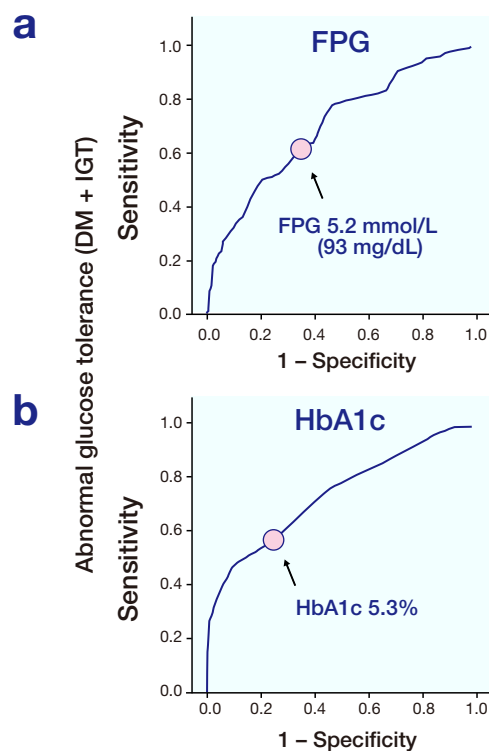 a
Abnormal glucose tolerance (DM + IGT)
FPG
Sensitivity
1.0
0.8
0.6
0.4
0.2
0.0
FPG 5.2 mmol/L
(93 mg/dL)
0.0 0.2 0.4 0.6 0.8 1.0
1 – Specificity
b
HbA1c
Sensitivity
1.0
0.8
0.6
0.4
0.2
0.0
HbA1c 5.3%
0.0 0.2 0.4 0.6 0.8 1.0
1 – Specificity